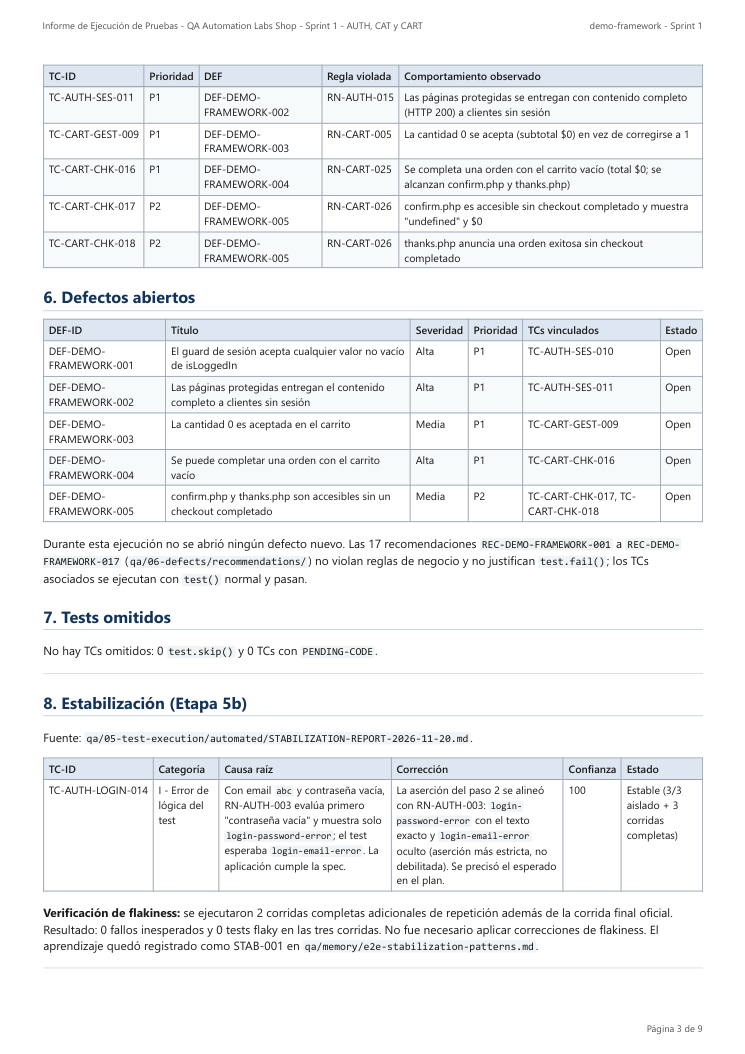 Informe de Ejecución de Pruebas - QA Automation Labs Shop - Sprint 1 - AUTH, CAT y CART
demo-framework - Sprint 1
TC-ID Prioridad DEF Regla violada Comportamiento observado
TC-AUTH-SES-011 P1 DEF-DEMO- RN-AUTH-015 Las páginas protegidas se entregan con contenido completo
FRAMEWORK-002 (HTTP 200) a clientes sin sesión
TC-CART-GEST-009 P1 DEF-DEMO- RN-CART-005 La cantidad 0 se acepta (subtotal $0) en vez de corregirse a 1
FRAMEWORK-003
TC-CART-CHK-016 P1 DEF-DEMO- RN-CART-025 Se completa una orden con el carrito vacío (total $0; se
FRAMEWORK-004 alcanzan confirm.php y thanks.php)
TC-CART-CHK-017 P2 DEF-DEMO- RN-CART-026 confirm.php es accesible sin checkout completado y muestra
FRAMEWORK-005 "undefined" y $0
TC-CART-CHK-018 P2 DEF-DEMO- RN-CART-026 thanks.php anuncia una orden exitosa sin checkout
FRAMEWORK-005 completado
6. Defectos abiertos
DEF-ID Título Severidad Prioridad TCs vinculados Estado
DEF-DEMO- El guard de sesión acepta cualquier valor no vacío Alta P1 TC-AUTH-SES-010 Open
FRAMEWORK-001 de isLoggedIn
DEF-DEMO- Las páginas protegidas entregan el contenido Alta P1 TC-AUTH-SES-011 Open
FRAMEWORK-002 completo a clientes sin sesión
DEF-DEMO- La cantidad 0 es aceptada en el carrito Media P1 TC-CART-GEST-009 Open
FRAMEWORK-003
DEF-DEMO- Se puede completar una orden con el carrito Alta P1 TC-CART-CHK-016 Open
FRAMEWORK-004 vacío
DEF-DEMO- confirm.php y thanks.php son accesibles sin un Media P2 TC-CART-CHK-017, TC- Open
FRAMEWORK-005 checkout completado CART-CHK-018
Durante esta ejecución no se abrió ningún defecto nuevo. Las 17 recomendaciones REC-DEMO-FRAMEWORK-001 a REC-DEMO-
FRAMEWORK-017 (qa/06-defects/recommendations/) no violan reglas de negocio y no justifican test.fail(); los TCs
asociados se ejecutan con test() normal y pasan.
7. Tests omitidos
No hay TCs omitidos: 0 test.skip() y 0 TCs con PENDING-CODE.
8. Estabilización (Etapa 5b)
Fuente: qa/05-test-execution/automated/STABILIZATION-REPORT-2026-11-20.md.
TC-ID Categoría Causa raíz Corrección Confianza Estado
TC-AUTH-LOGIN-014 I - Error de Con email abc y contraseña vacía, La aserción del paso 2 se alineó 100 Estable (3/3
lógica del RN-AUTH-003 evalúa primero con RN-AUTH-003: login- aislado + 3
test "contraseña vacía" y muestra solo password-error con el texto corridas
login-password-error; el test exacto y login-email-error completas)
esperaba login-email-error. La oculto (aserción más estricta, no
aplicación cumple la spec. debilitada). Se precisó el esperado
en el plan.
Verificación de flakiness: se ejecutaron 2 corridas completas adicionales de repetición además de la corrida final oficial.
Resultado: 0 fallos inesperados y 0 tests flaky en las tres corridas. No fue necesario aplicar correcciones de flakiness. El
aprendizaje quedó registrado como STAB-001 en qa/memory/e2e-stabilization-patterns.md.
Página 3 de 9